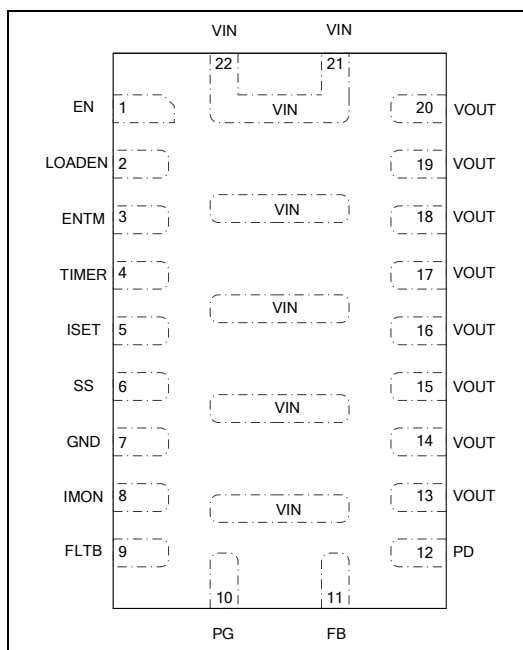 VIN VIN
22 21
EN 1 VIN 20 VOUT
LOADEN 2 19 VOUT
ENTM 3 VIN 18 VOUT
TIMER 4 17 VOUT
ISET 5 VIN 16 VOUT
SS 6 VIN 15 VOUT
GND 7 14 VOUT
IMON 8 VIN 13 VOUT
FLTB 9 12 PD
10 11
PG FB